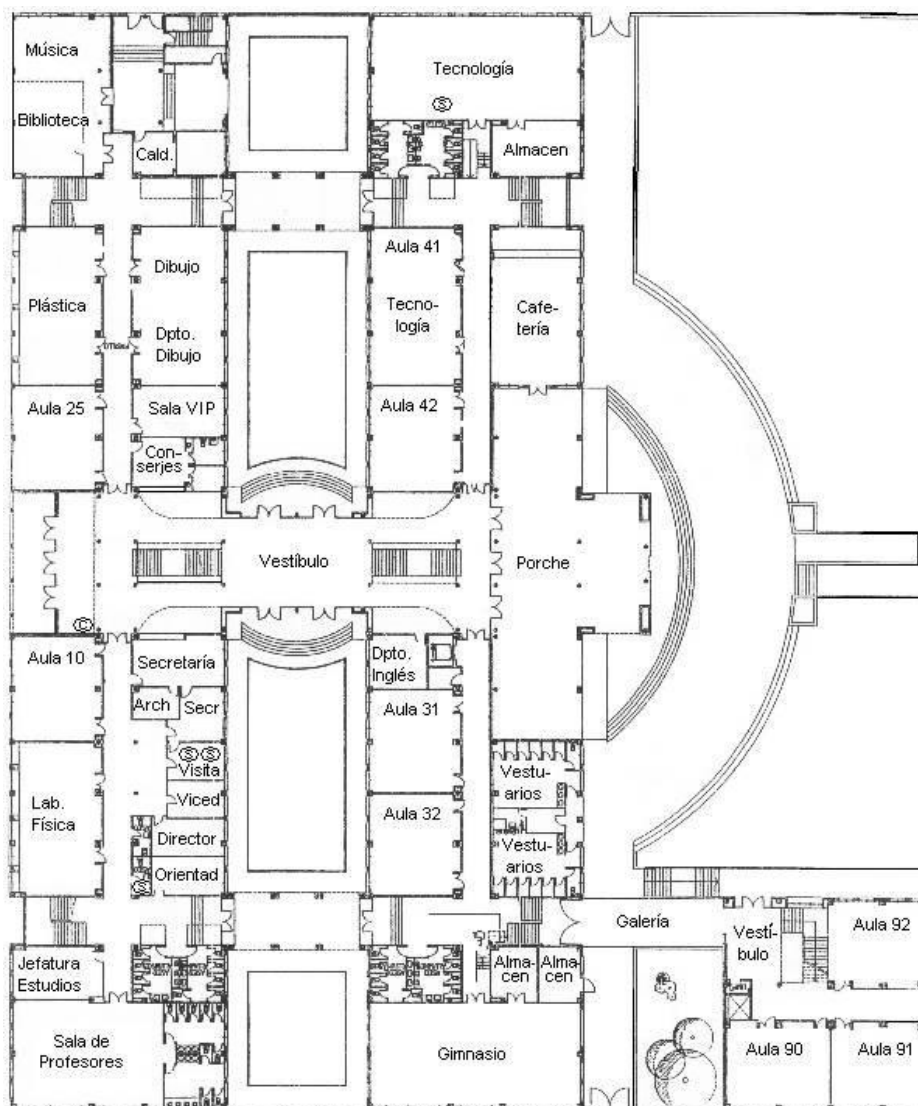 Música
Tecnología
Biblioteca
Ⓢ
Cald.
Almacen
Aula 41
Dibujo
Plástica
Tecno-
logía
Cafe-
tería
Dpto.
Dibujo
Aula 25
Sala VIP
Aula 42
Con-
serjes
Vestíbulo
Porche
Ⓒ
Aula 10
Secretaría
Dpto.
Inglés
Arch
Secr
Aula 31
Ⓢ Ⓢ
Visita
Vestu-
arios
Viced
Lab.
Física
Aula 32
Director
Vestu-
arios
Orientad
Ⓢ
Galería
Aula 92
Vestí-
bulo
Jefatura
Estudios
Alma-
cen
Alma-
cen
Sala de
Profesores
Gimnasio
Aula 90
Aula 91